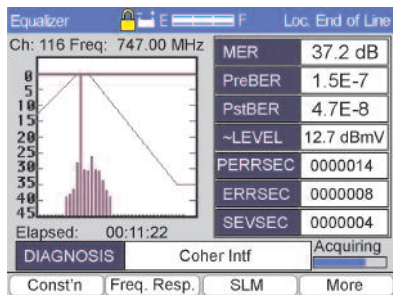 Equalizer E F Loc. End of Line
Ch: 116 Freq: 747.00 MHz
0
5
10
15
20
25
30
35
40
45
Elapsed: 00:11:22
MER 37.2 dB
PreBER 1.5E-7
PstBER 4.7E-8
~LEVEL 12.7 dBmV
PERRSEC 0000014
ERRSEC 0000008
SEVSEC 0000004
DIAGNOSIS Coher Intf Acquiring
Const'n Freq. Resp. SLM More